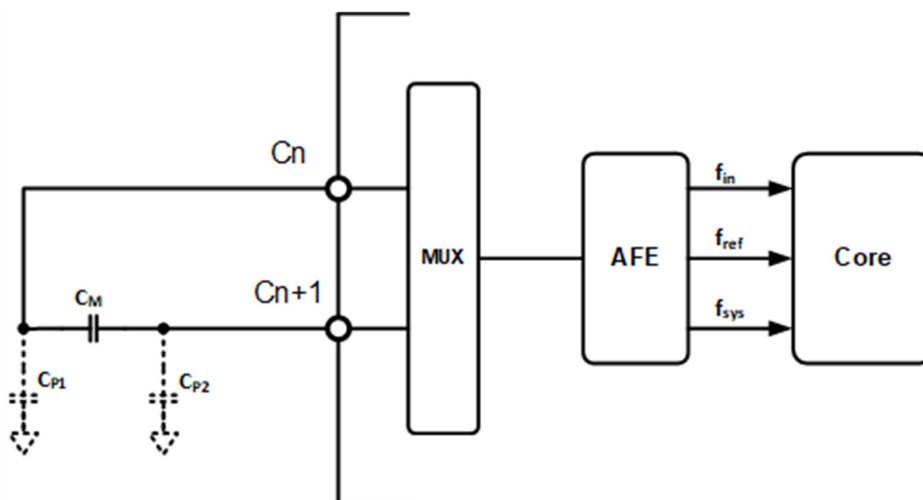 Cn
Cn+1
CM
CP1
CP2
MUX
AFE
fin
fref
fsys
Core